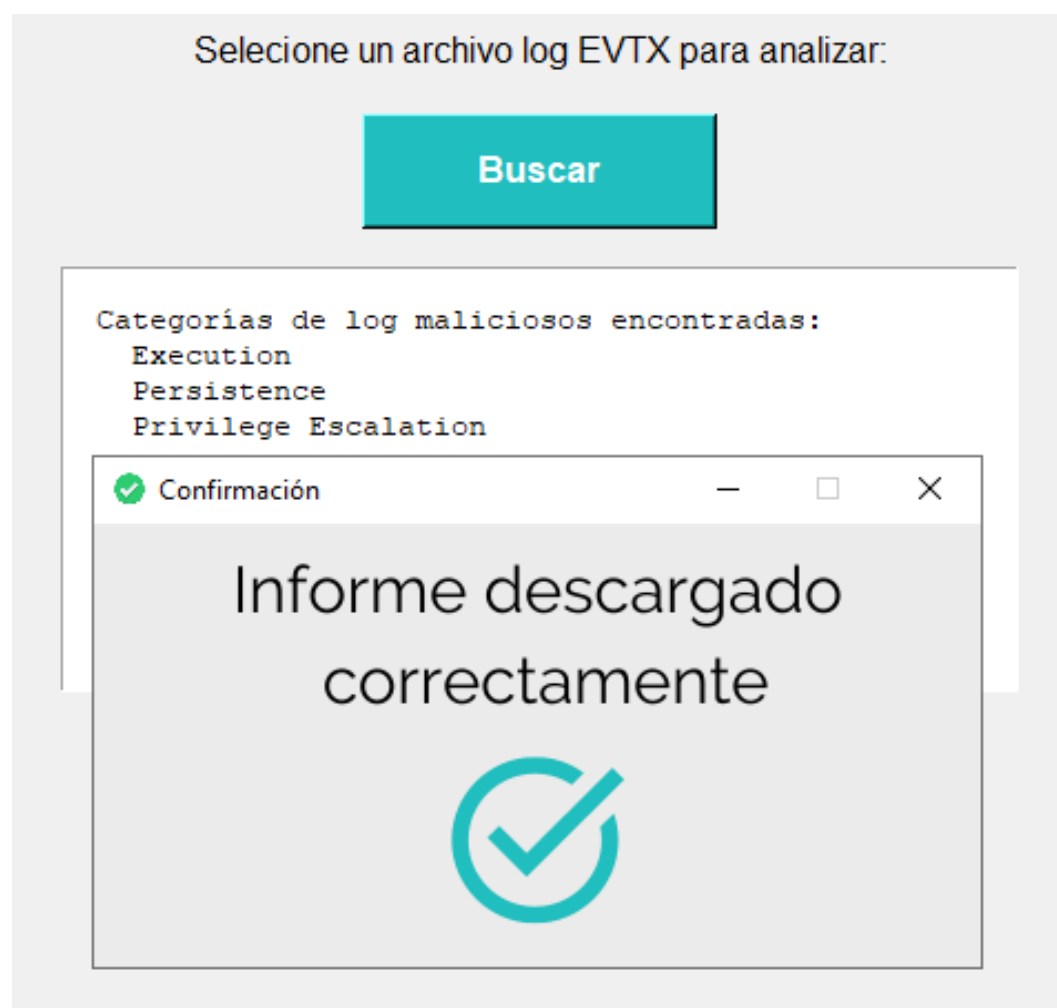 Selecione un archivo log EVTX para analizar:
Buscar
Categorías de log maliciosos encontradas:
Execution
Persistence
Privilege Escalation
Confirmación
Informe descargado
correctamente